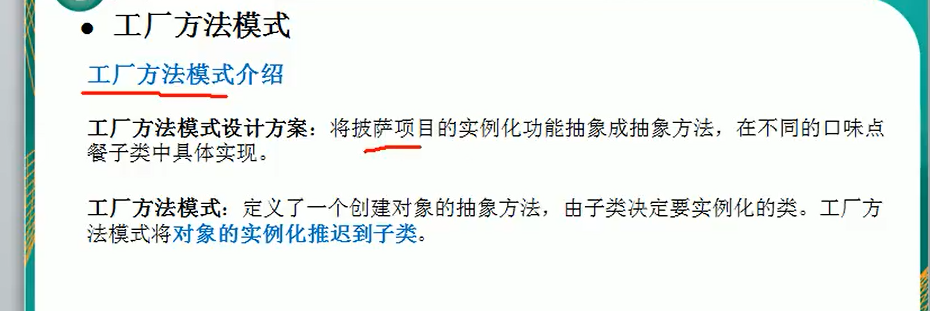 ● 工厂方法模式
工厂方法模式介绍
工厂方法模式设计方案：将披萨项目的实例化功能抽象成抽象方法，在不同的口味点
餐子类中具体实现。
工厂方法模式：定义了一个创建对象的抽象方法，由子类决定要实例化的类。工厂方
法模式将对象的实例化推迟到子类。